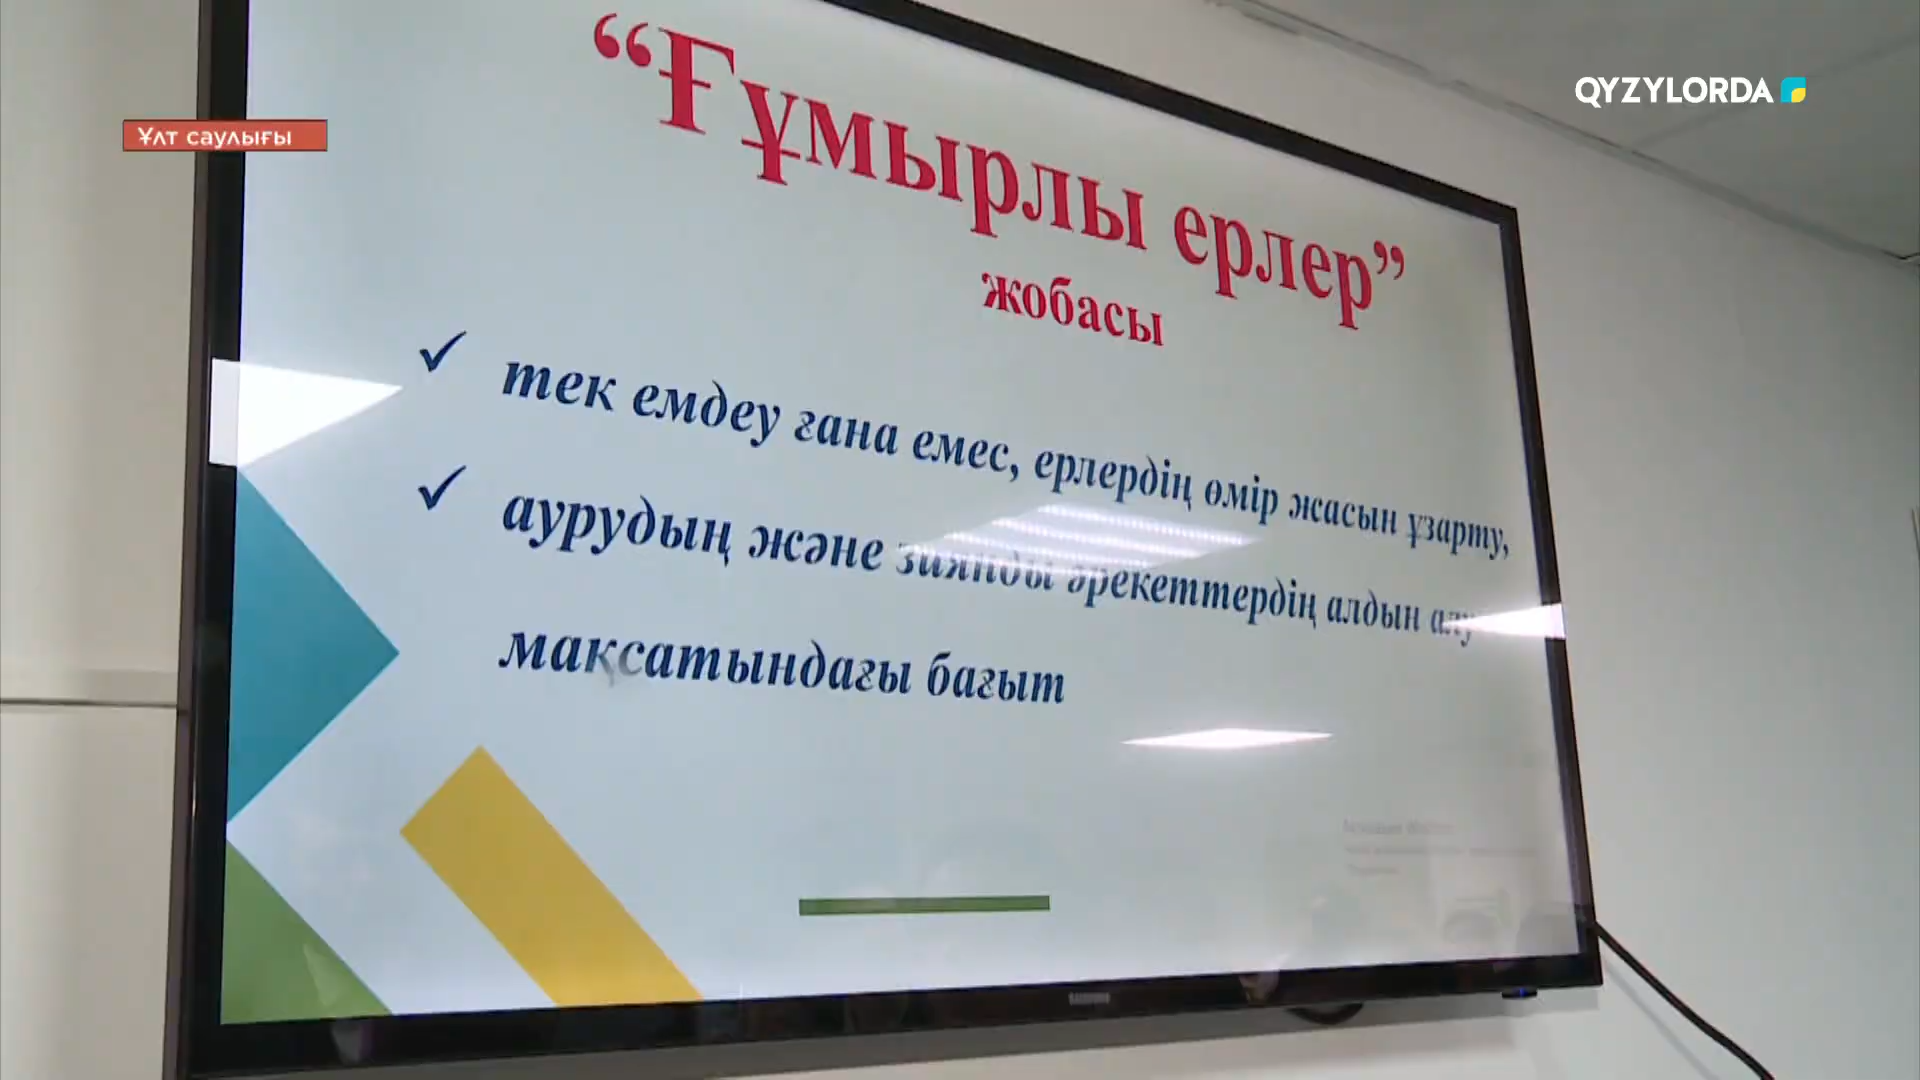 QYZYLORDA
Ұлт саулығы
“Ғұмырлы ерлер”
жобасы
✓ тек емдеу ғана емес, ерлердің өмір жасын ұзарту,
✓ аурудың және зиянды әрекеттердің алдын алу
мақсатындағы бағыт
SAMSUNG